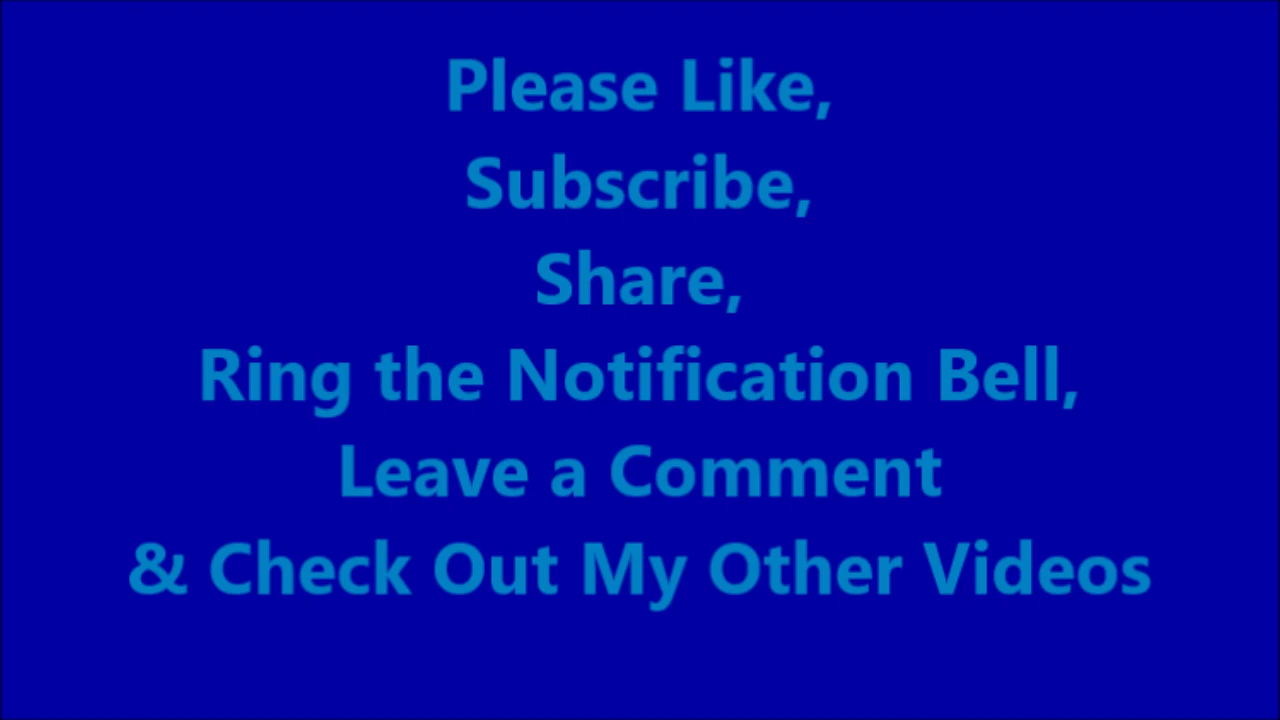 Please Like,
Subscribe,
Share,
Ring the Notification Bell,
Leave a Comment
& Check Out My Other Videos